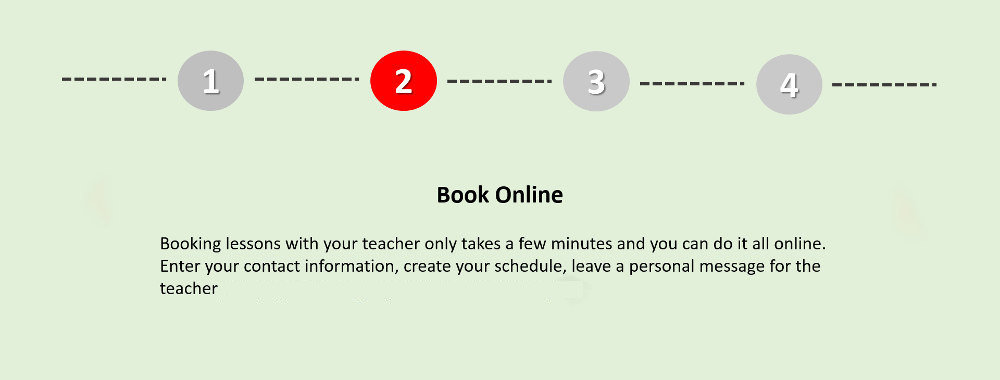 1 2 3 4
Book Online
Booking lessons with your teacher only takes a few minutes and you can do it all online.
Enter your contact information, create your schedule, leave a personal message for the
teacher